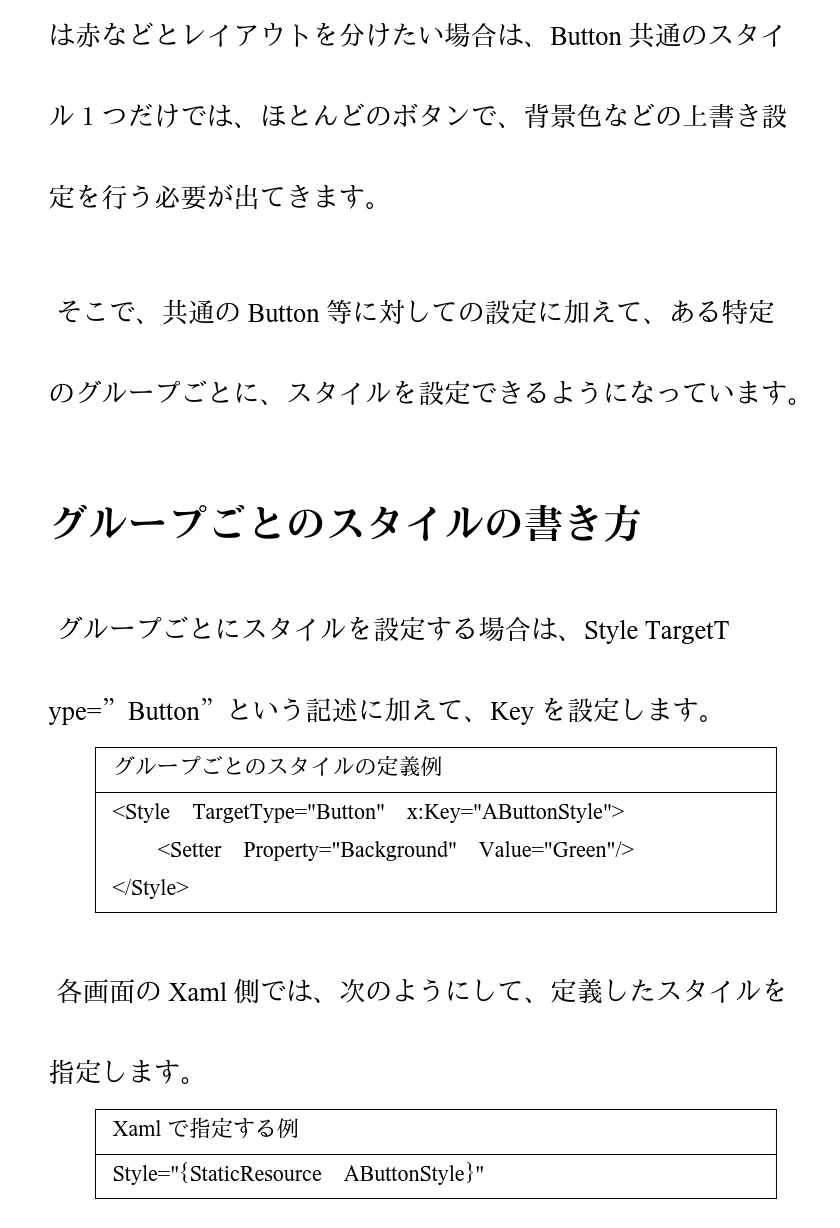 は赤などとレイアウトを分けたい場合は、Button 共通のスタイ
ル 1 つだけでは、ほとんどのボタンで、背景色などの上書き設
定を行う必要が出てきます。
そこで、共通の Button 等に対しての設定に加えて、ある特定
のグループごとに、スタイルを設定できるようになっています。
グループごとのスタイルの書き方
グループごとにスタイルを設定する場合は、Style TargetT
ype=” Button” という記述に加えて、Key を設定します。
グループごとのスタイルの定義例
<Style　TargetType="Button"　x:Key="AButtonStyle">
　　<Setter　Property="Background"　Value="Green"/>
</Style>
各画面の Xaml 側では、次のようにして、定義したスタイルを
指定します。
Xaml で指定する例
Style="{StaticResource　AButtonStyle}"